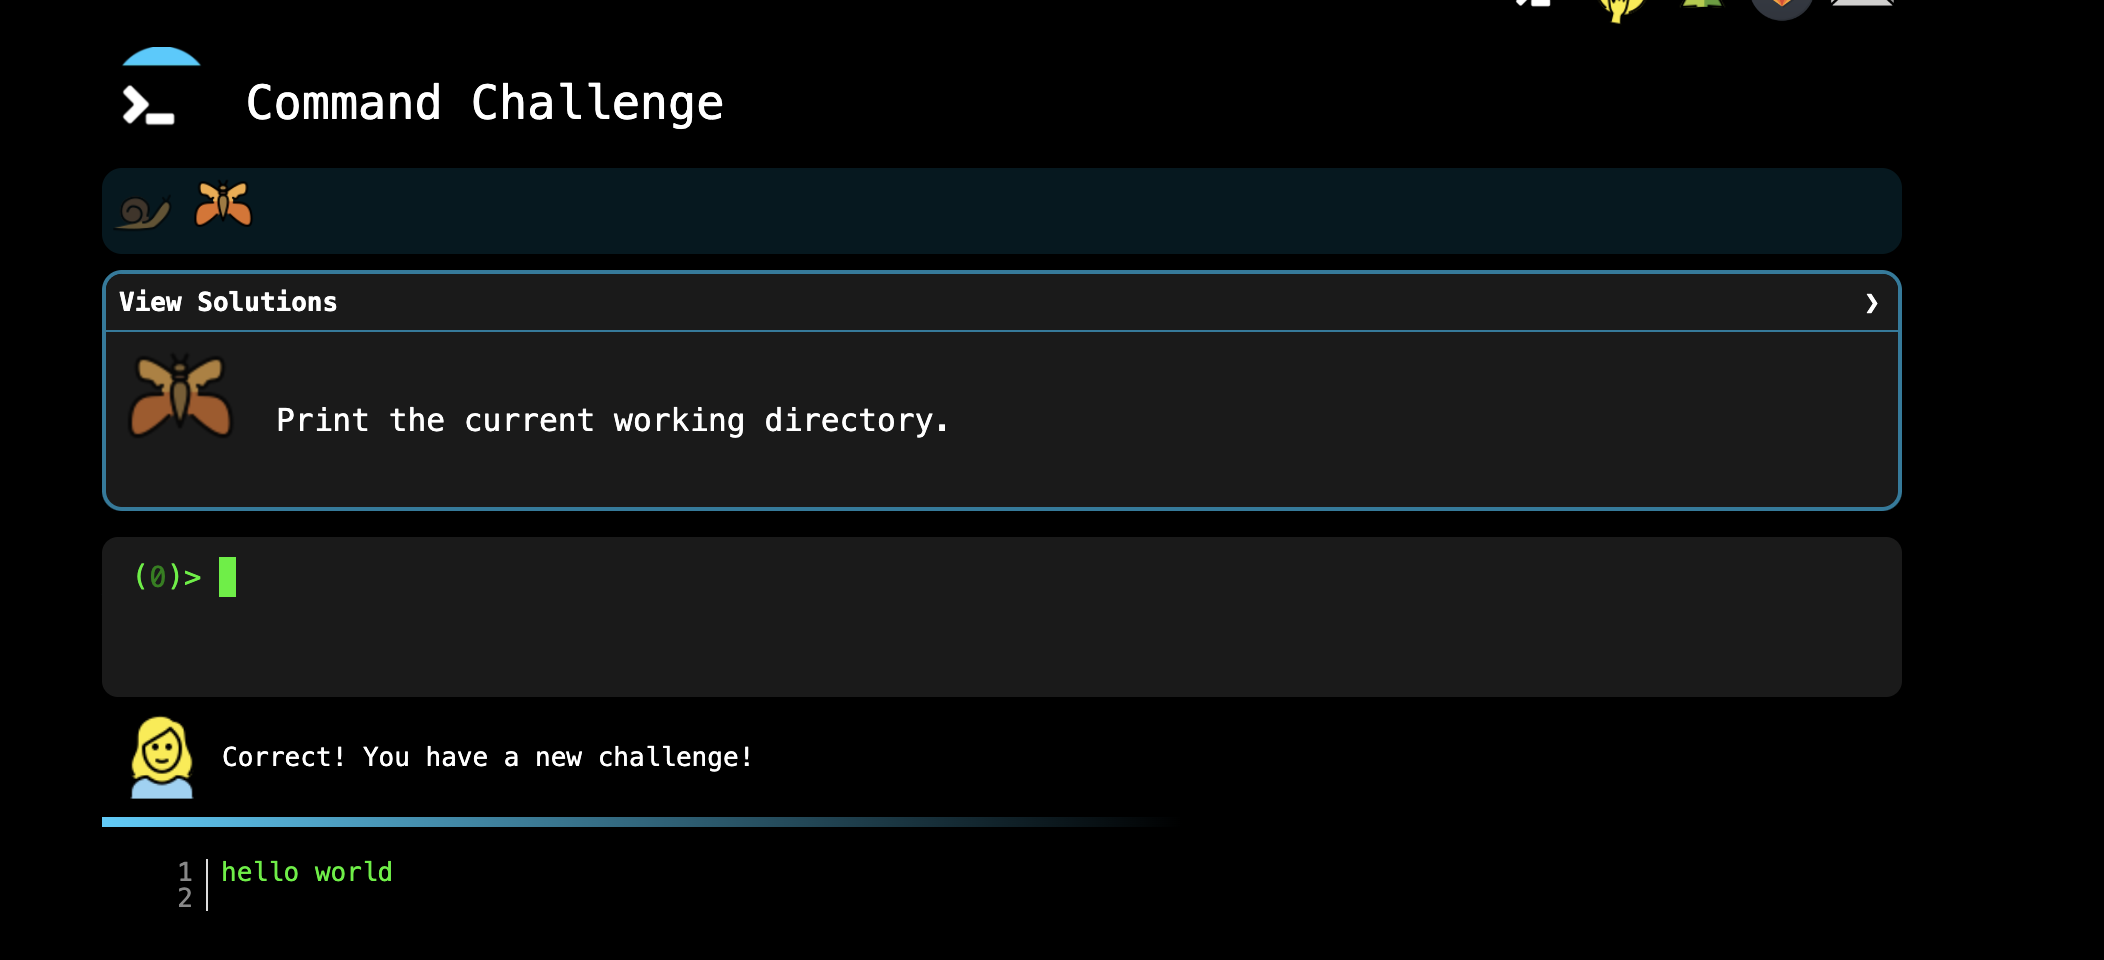 Command Challenge
View Solutions ❯
Print the current working directory.
(0)>
Correct! You have a new challenge!
1 hello world
2